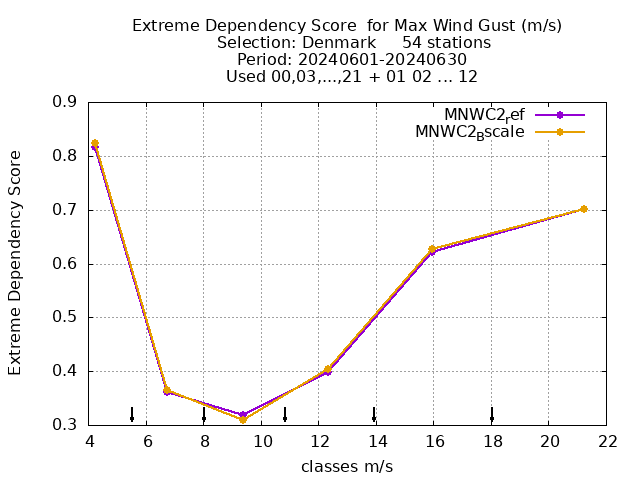 Extreme Dependency Score  for Max Wind Gust (m/s)
Selection: Denmark     54 stations
Period: 20240601-20240630
Used 00,03,...,21 + 01 02 ... 12
MNWC2ref
MNWC2Bscale
Extreme Dependency Score
0.9
0.8
0.7
0.6
0.5
0.4
0.3
4 6 8 10 12 14 16 18 20 22
classes m/s